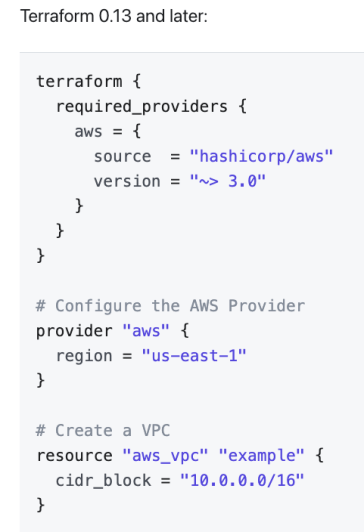 Terraform 0.13 and later:
terraform {
  required_providers {
    aws = {
      source  = "hashicorp/aws"
      version = "~> 3.0"
    }
  }
}
# Configure the AWS Provider
provider "aws" {
  region = "us-east-1"
}
# Create a VPC
resource "aws_vpc" "example" {
  cidr_block = "10.0.0.0/16"
}